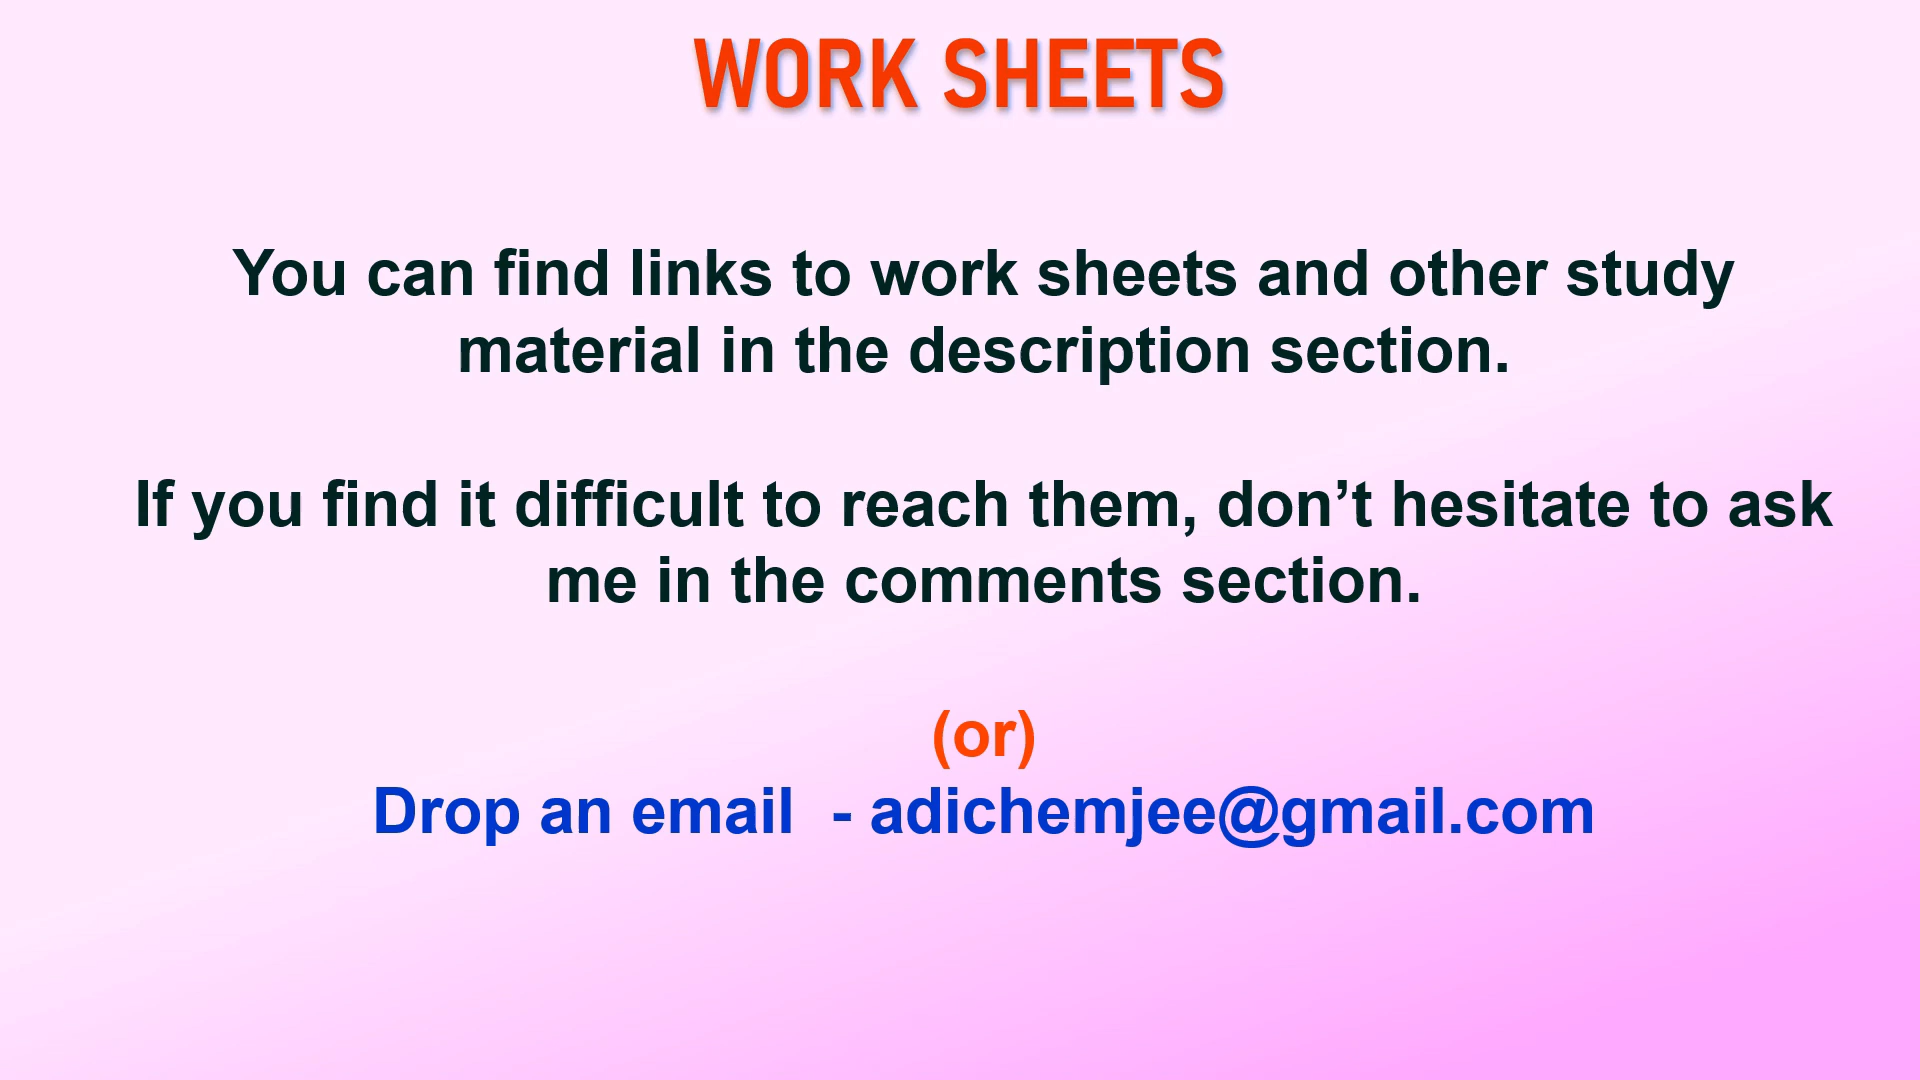 WORK SHEETS
You can find links to work sheets and other study
material in the description section.
If you find it difficult to reach them, don’t hesitate to ask
me in the comments section.
(or)
Drop an email  - adichemjee@gmail.com